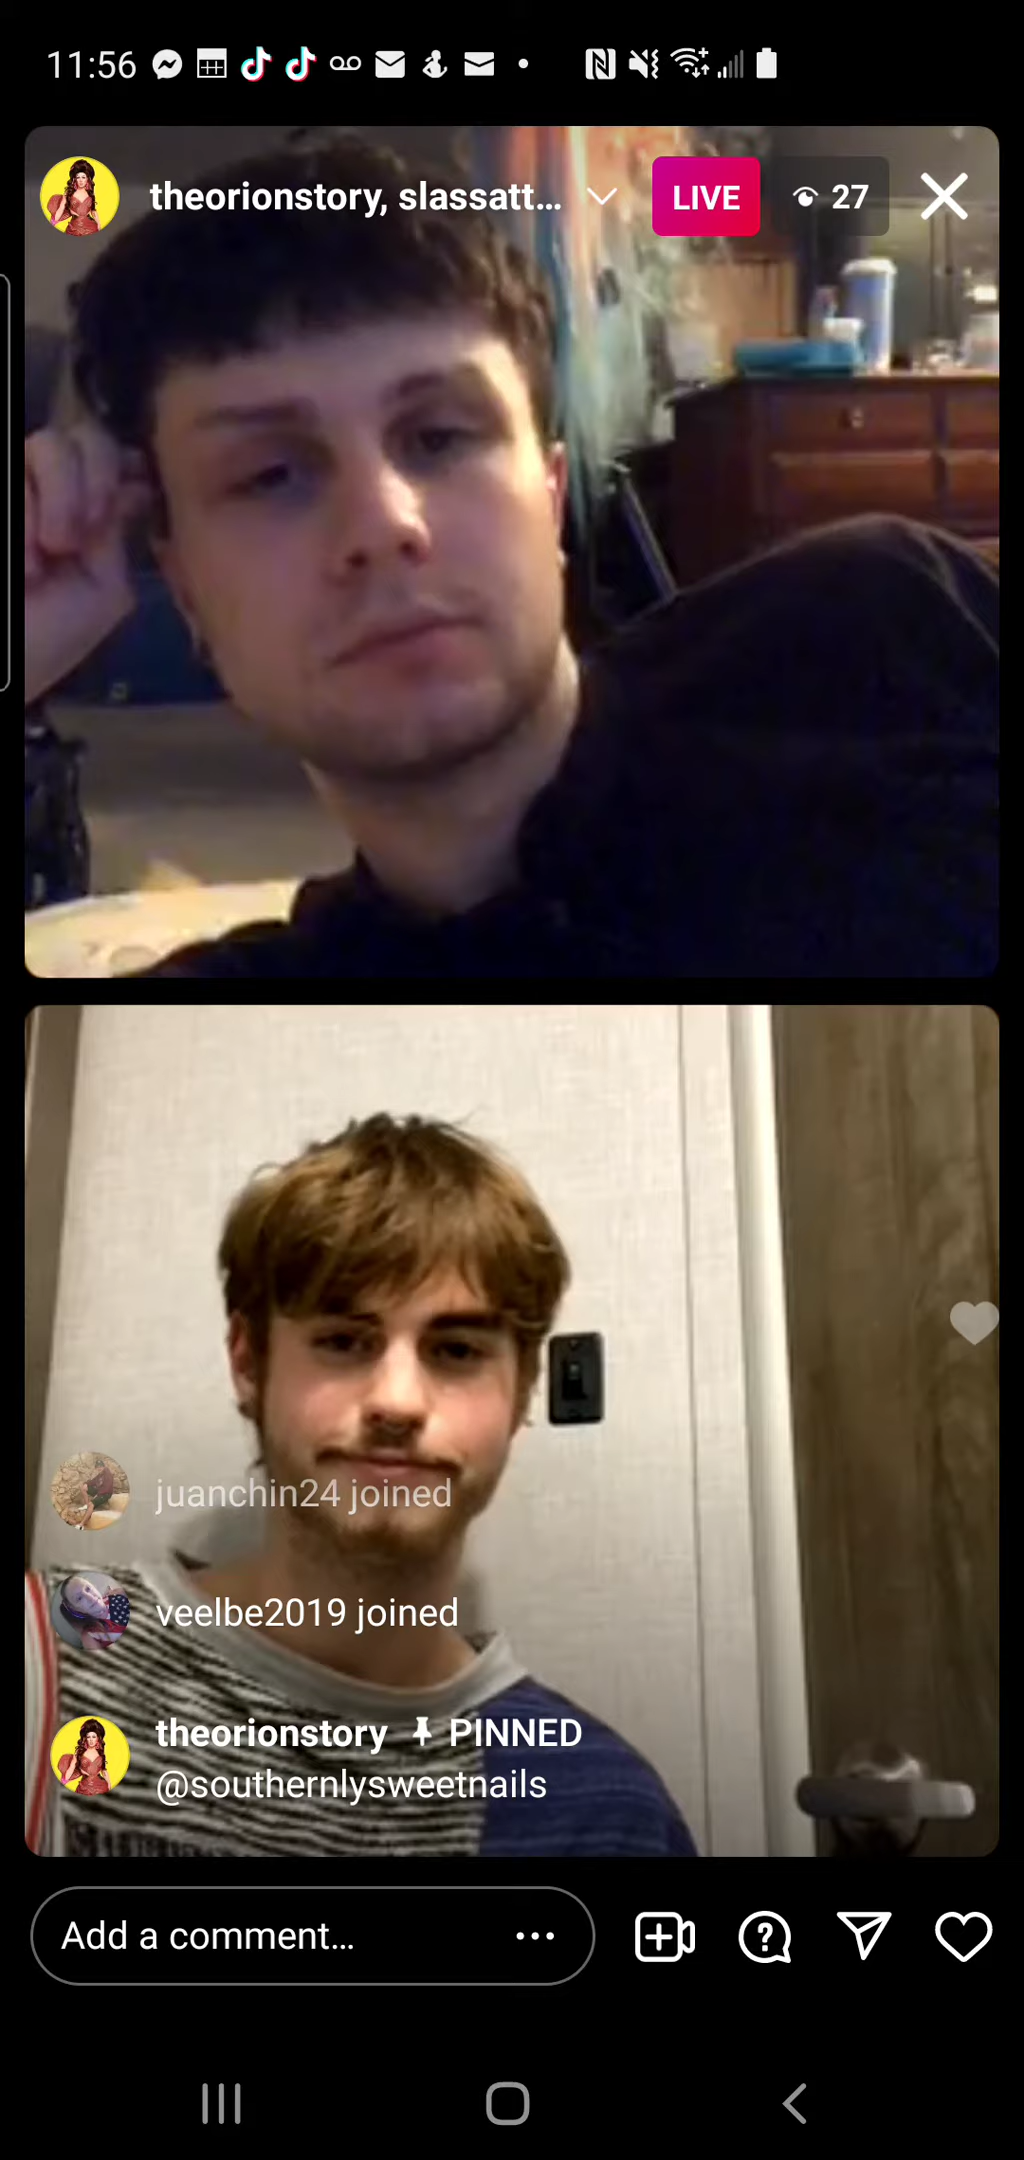 11:56
theorionstory, slassatt...
LIVE
27
juanchin24 joined
veelbe2019 joined
theorionstory PINNED
@southernlysweetnails
Add a comment...